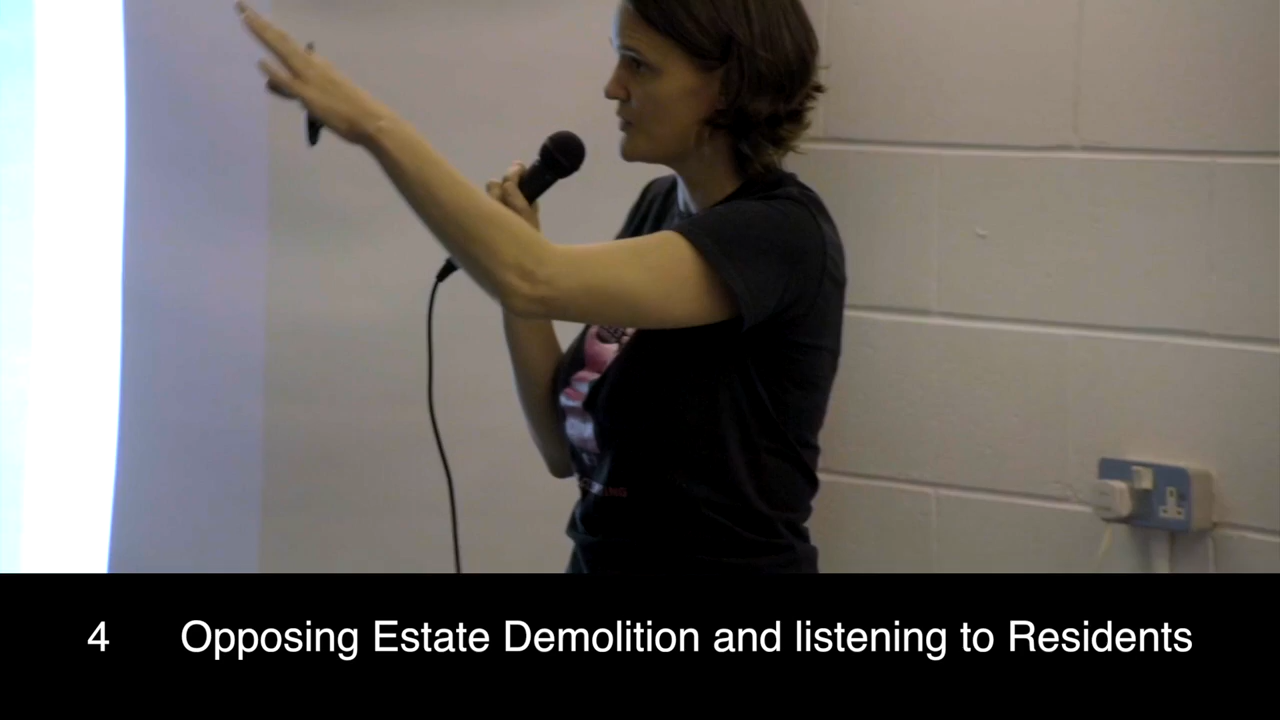 4 Opposing Estate Demolition and listening to Residents